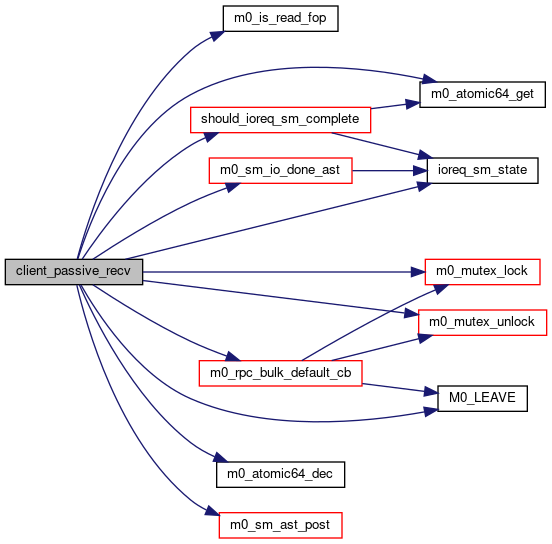 m0_is_read_fop
m0_atomic64_get
should_ioreq_sm_complete
m0_sm_io_done_ast
ioreq_sm_state
client_passive_recv
m0_mutex_lock
m0_mutex_unlock
m0_rpc_bulk_default_cb
M0_LEAVE
m0_atomic64_dec
m0_sm_ast_post